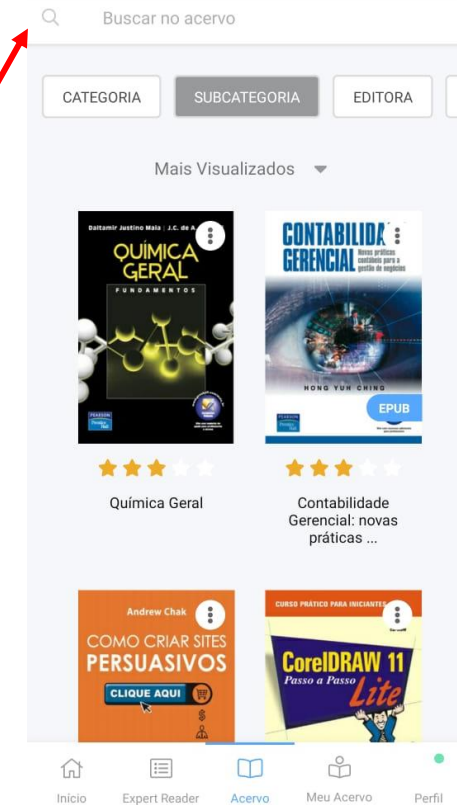 Buscar no acervo
CATEGORIA SUBCATEGORIA EDITORA
Mais Visualizados
Daltamir Justino Maia | J.C. de A
QUÍMICA
GERAL
FUNDAMENTOS
PEARSON
CONTABILID
GERENCIAL
Novas práticas
contábeis para a
gestão de negócios
HONG YUH CHING
EPUB
PEARSON
Química Geral
Contabilidade
Gerencial: novas
práticas ...
Andrew Chak
COMO CRIAR SITES
PERSUASIVOS
CLIQUE AQUI
CURSO PRÁTICO PARA INICIANTES
CorelDRAW 11
Passo a Passo
Lite
Início Expert Reader Acervo Meu Acervo Perfil